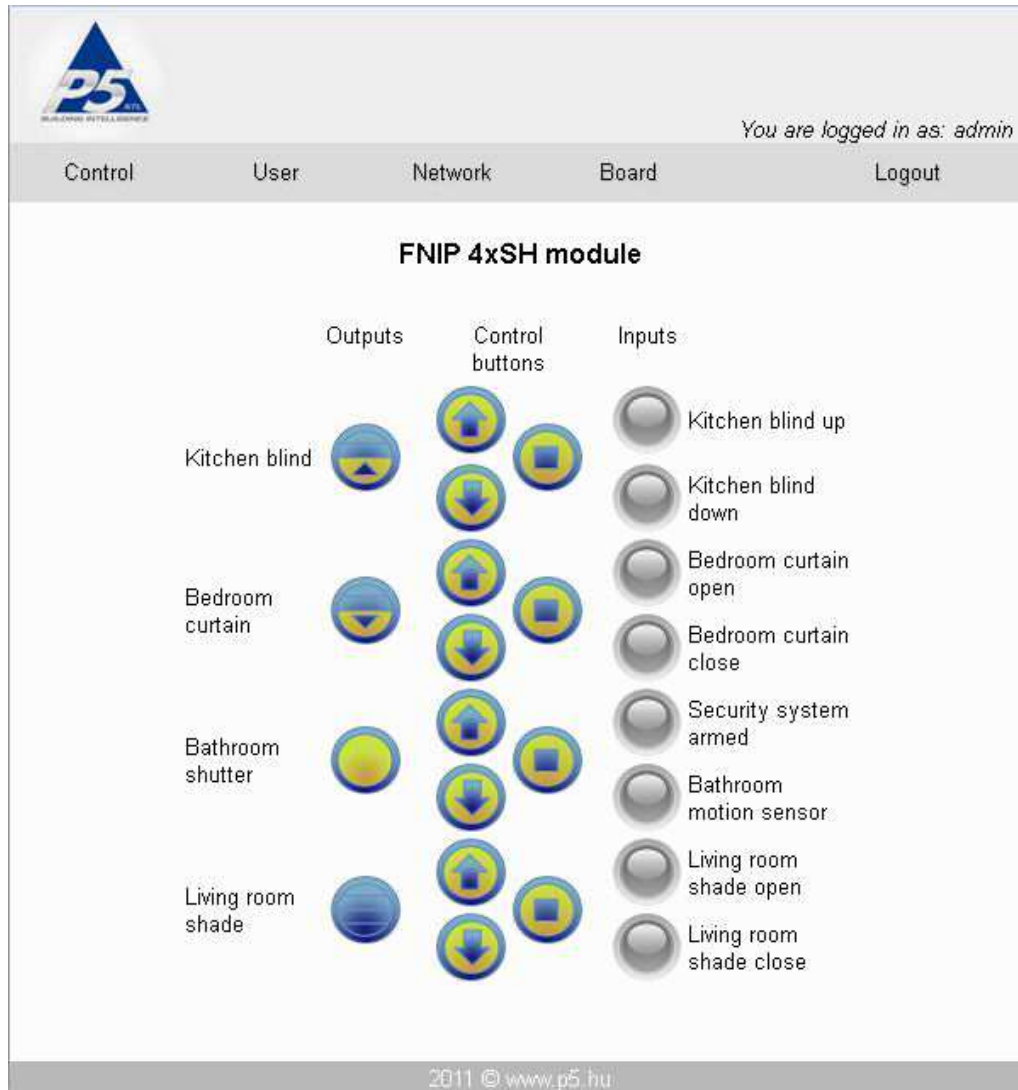 P5
KFT.
BUILDING INTELLIGENCE
You are logged in as: admin
Control User Network Board Logout
FNIP 4xSH module
Outputs Control Inputs
buttons
Kitchen blind
Kitchen blind up
Kitchen blind
down
Bedroom
curtain
Bedroom curtain
open
Bedroom curtain
close
Bathroom
shutter
Security system
armed
Bathroom
motion sensor
Living room
shade
Living room
shade open
Living room
shade close
2011 © www.p5.hu